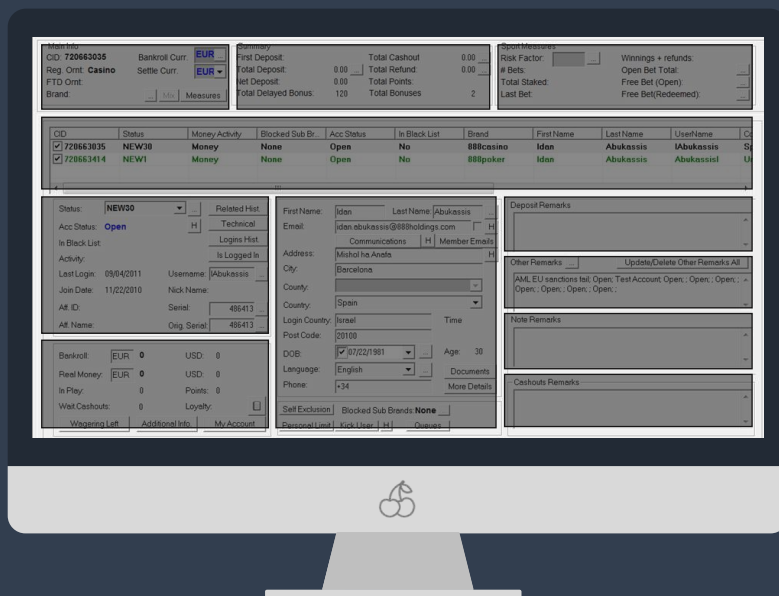 Main Info
CID: 720663035 Bankroll Curr: EUR ...
Reg. Ornt: Casino Settle Curr: EUR
FTD Ornt:
Brand: ... Mix Measures
Summary
First Deposit: Total Cashout 0.00 ...
Total Deposit: 0.00 ... Total Refund: 0.00 ...
Net Deposit: 0.00 Total Points:
Total Delayed Bonus: 120 Total Bonuses 2
Sport Measures
Risk Factor: ... Winnings + refunds:
# Bets: Open Bet Total: ...
Total Staked: Free Bet (Open): ...
Last Bet: Free Bet(Redeemed): ...
CID Status Money Activity Blocked Sub Br... Acc Status In Black List Brand First Name Last Name UserName
720663035 NEW30 Money None Open No 888casino Idan Abukassis IAbukassis
720663414 NEW1 Money None Open No 888poker Idan Abukassis AbukassisI
Status: NEW30 ... Related Hist.
Acc Status: Open H Technical
In Black List: Logins Hist
Activity: Is Logged In
Last Login: 09/04/2011 Username: IAbukassis ...
Join Date: 11/22/2010 Nick Name:
Aff. ID: Serial: 486413 ...
Aff. Name: Orig. Serial: 486413 ...
Bankroll: EUR 0 USD: 0
Real Money: EUR 0 USD: 0
In Play: 0 Points: 0
Wait.Cashouts: 0 Loyalty:
Wagering Left Additional Info. My Account
First Name: Idan Last Name: Abukassis ...
Email: idan.abukassis@888holdings.com H
Communications H Member Emails
Address: Mishol ha Anafa H
City: Barcelona
County:
Country: Spain
Login Country: Israel Time
Post Code: 20100
DOB: 07/22/1981 ... Age: 30
Language: English ... Documents
Phone: +34 More Details
Self Exclusion Blocked Sub Brands: None ...
Personal Limit Kick User H Queues
Deposit Remarks
Other Remarks ... Update/Delete Other Remarks All
AML EU sanctions fail; Open; Test Account; Open; ; Open; ; Open; ;
Open; ; Open; ; Open; ; Open; ;
Note Remarks
Cashouts Remarks